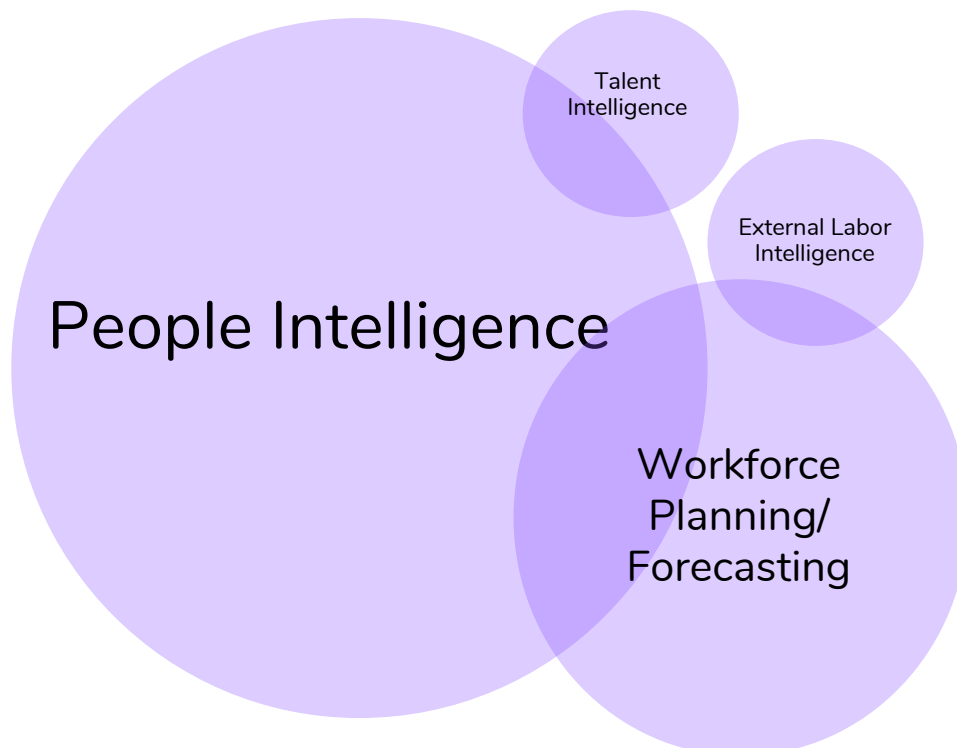 Talent
Intelligence
External Labor
Intelligence
People Intelligence
Workforce
Planning/
Forecasting